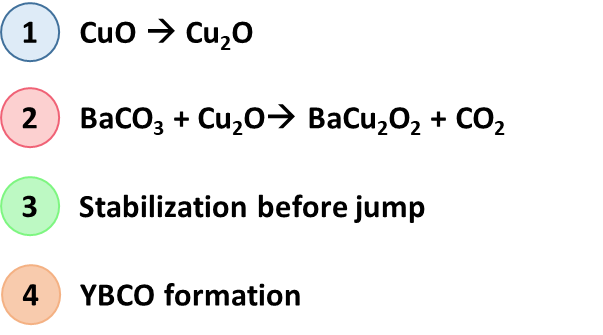 1 CuO → Cu₂O
2 BaCO₃ + Cu₂O→ BaCu₂O₂ + CO₂
3 Stabilization before jump
4 YBCO formation